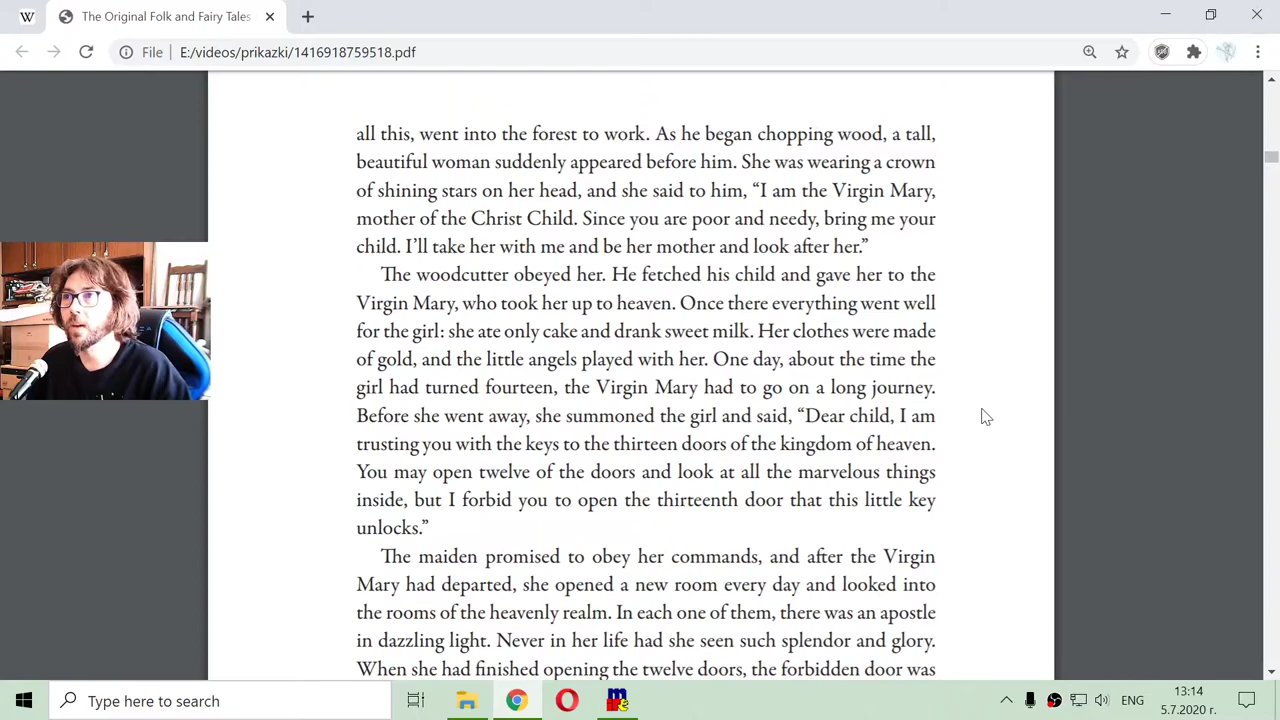 The Original Folk and Fairy Tales
File | E:/videos/prikazki/1416918759518.pdf
all this, went into the forest to work. As he began chopping wood, a tall,
beautiful woman suddenly appeared before him. She was wearing a crown
of shining stars on her head, and she said to him, “I am the Virgin Mary,
mother of the Christ Child. Since you are poor and needy, bring me your
child. I’ll take her with me and be her mother and look after her.”
The woodcutter obeyed her. He fetched his child and gave her to the
Virgin Mary, who took her up to heaven. Once there everything went well
for the girl: she ate only cake and drank sweet milk. Her clothes were made
of gold, and the little angels played with her. One day, about the time the
girl had turned fourteen, the Virgin Mary had to go on a long journey.
Before she went away, she summoned the girl and said, “Dear child, I am
trusting you with the keys to the thirteen doors of the kingdom of heaven.
You may open twelve of the doors and look at all the marvelous things
inside, but I forbid you to open the thirteenth door that this little key
unlocks.”
The maiden promised to obey her commands, and after the Virgin
Mary had departed, she opened a new room every day and looked into
the rooms of the heavenly realm. In each one of them, there was an apostle
in dazzling light. Never in her life had she seen such splendor and glory.
When she had finished opening the twelve doors, the forbidden door was
Type here to search
ЕНГ
13:14
5.7.2020 г.